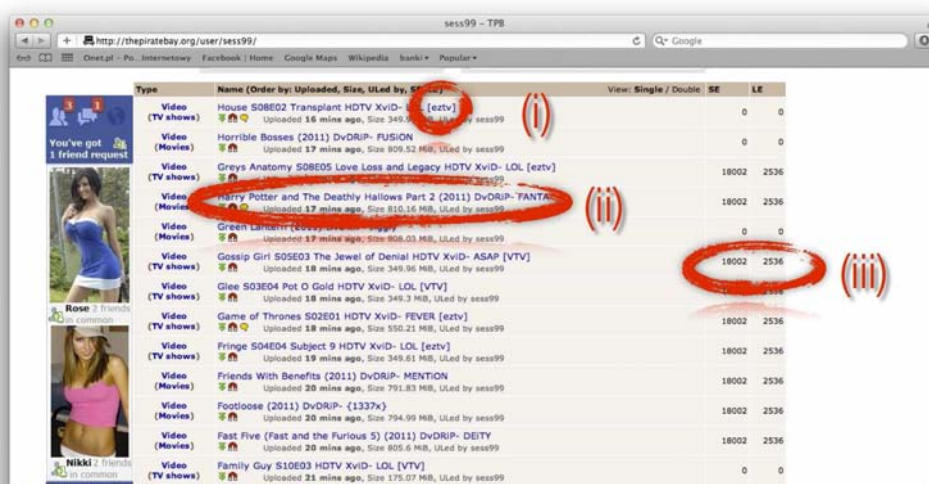 sess99 – TPB
http://thepiratebay.org/user/sess99/
Google
Onet.pl – Po...Internetowy Facebook | Home Google Maps Wikipedia banki Popular
Type Name (Order by: Uploaded, Size, ULed by, View: Single / Double SE LE
Video House S08E02 Transplant HDTV XviD- [eztv] (i)
(TV shows) Uploaded 16 mins ago, Size ULed by sess99 0 0
3 1
Video Horrible Bosses (2011) DvDRiP- FUSiON
(Movies) Uploaded 17 mins ago, Size 809.52 MiB, ULed by sess99 0 0
You've got
1 friend request
Video Greys Anatomy S08E05 Love Loss and Legacy HDTV XviD- LOL [eztv]
(TV shows) 18002 2536
Video Harry Potter and The Deathly Hallows Part 2 (2011) DvDRiP-
(Movies Uploaded 17 mins ago, Size 810.16 MiB, ULed by sess99 18002 2536
(ii)
Video Green Lantern (2011)
(Movies) Uploaded 17 mins ago, Size 808.03 MiB, ULed by sess99 0 0
Video Gossip Girl S05E03 The Jewel of Denial HDTV XviD- ASAP [VTV]
(TV shows) Uploaded 18 mins ago, Size 349.96 MiB, ULed by sess99 18002 2536
(iii)
Video Glee S03E04 Pot O Gold HDTV XviD- LOL [VTV]
(TV shows) Uploaded 18 mins ago, Size 349.3 MiB, ULed by sess99
Rose 2 friends
in common
Video Game of Thrones S02E01 HDTV XviD- FEVER [eztv]
(TV shows) Uploaded 18 mins ago, Size 550.21 MiB, ULed by sess99 18002 2536
Video Fringe S04E04 Subject 9 HDTV XviD- LOL [eztv]
(TV shows) Uploaded 19 mins ago, Size 349.61 MiB, ULed by sess99 18002 2536
Video Friends With Benefits (2011) DvDRiP- MENTiON
(Movies) Uploaded 20 mins ago, Size 791.83 MiB, ULed by sess99 18002 2536
Video Footloose (2011) DvDRiP- {1337x}
(Movies) Uploaded 20 mins ago, Size 794.99 MiB, ULed by sess99 18002 2536
Video Fast Five (Fast and the Furious 5) (2011) DvDRiP- DEiTY
(Movies) Uploaded 20 mins ago, Size 805.6 MiB, ULed by sess99 18002 2536
Nikki 2 friends
in common
Video Family Guy S10E03 HDTV XviD- LOL [VTV]
(TV shows) Uploaded 21 mins ago, Size 175.07 MiB, ULed by sess99 0 0